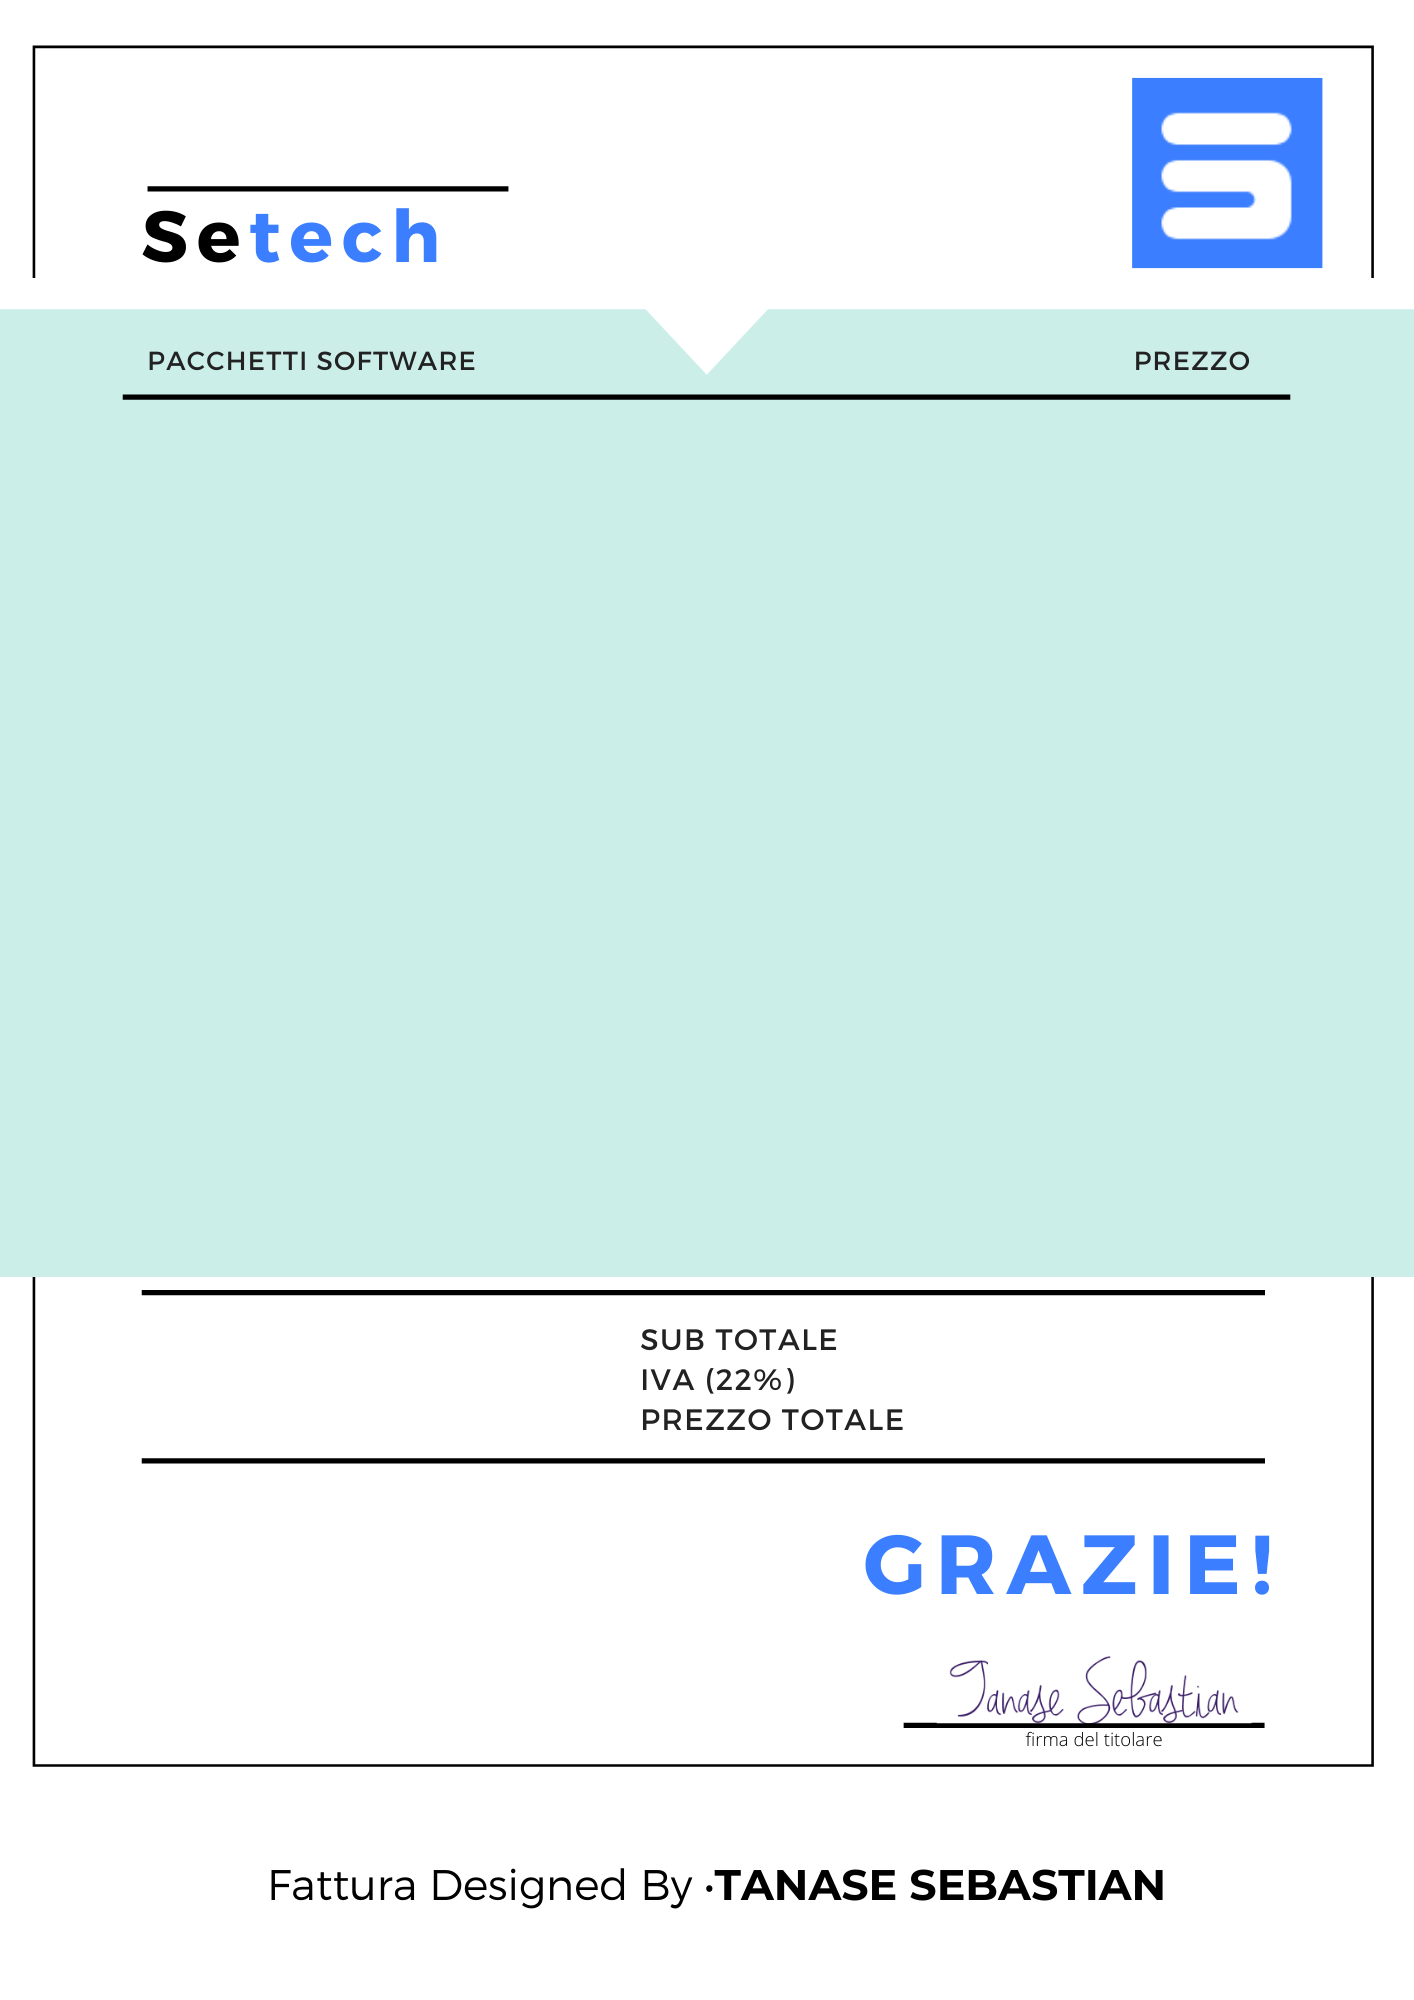 Setech
PACCHETTI SOFTWARE PREZZO
SUB TOTALE
IVA (22%)
PREZZO TOTALE
GRAZIE!
Tanase Sebastian
firma del titolare
Fattura Designed By ·TANASE SEBASTIAN